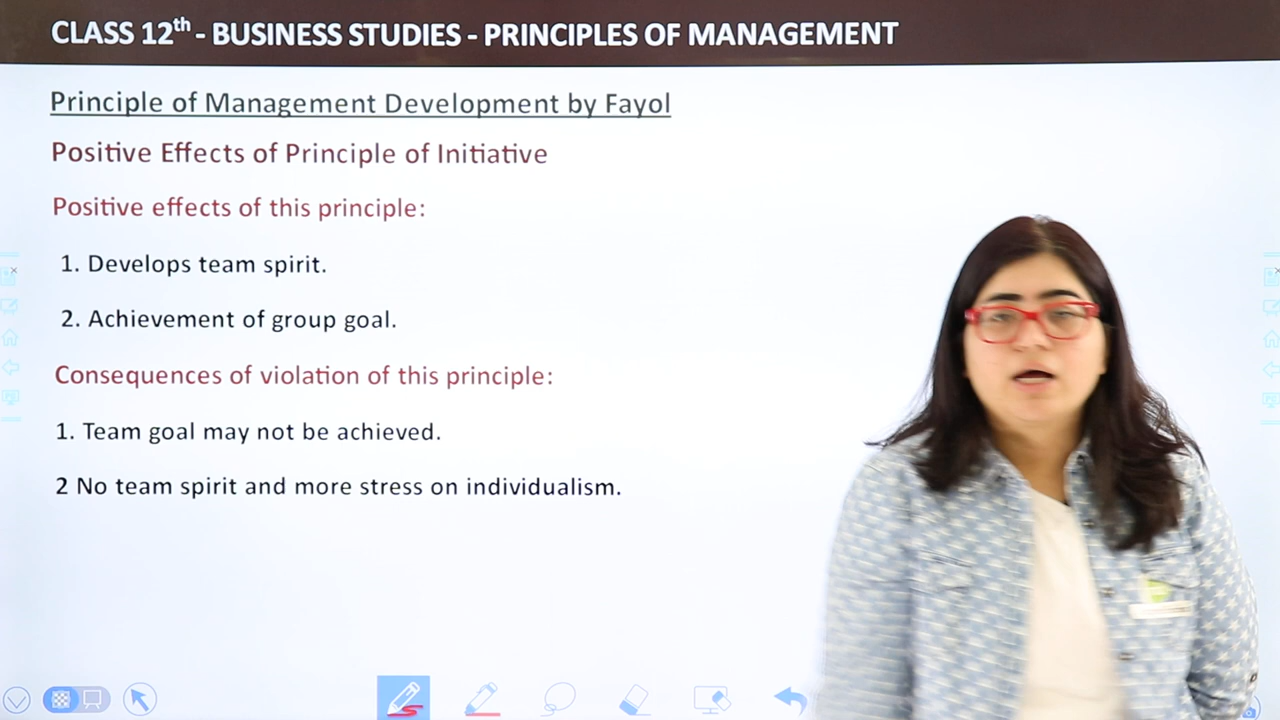 CLASS 12th - BUSINESS STUDIES - PRINCIPLES OF MANAGEMENT
Principle of Management Development by Fayol
Positive Effects of Principle of Initiative
Positive effects of this principle:
1. Develops team spirit.
2. Achievement of group goal.
Consequences of violation of this principle:
1. Team goal may not be achieved.
2 No team spirit and more stress on individualism.